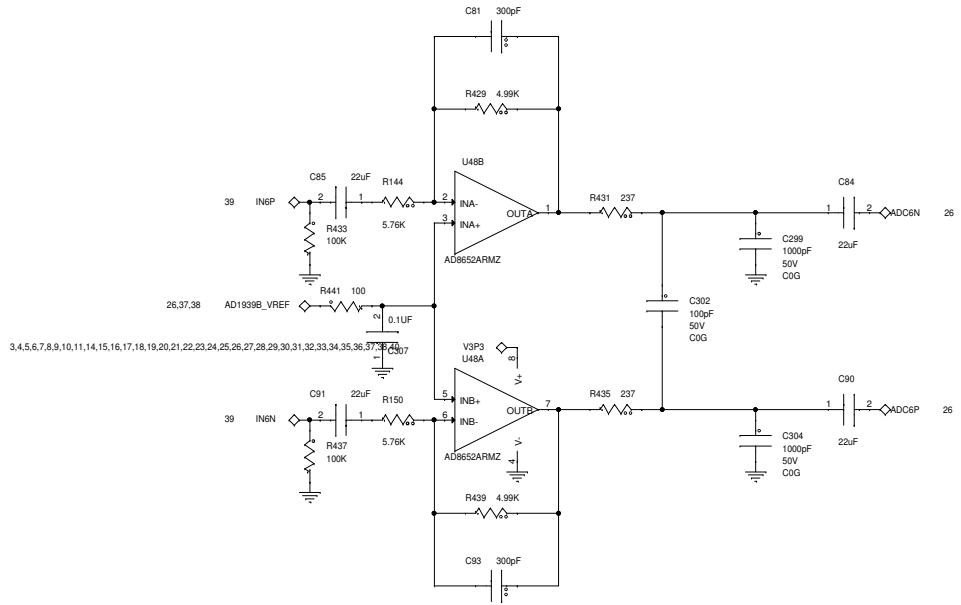 C81 300pF
R429 4.99K
U48B
C85 22uF R144
39 IN6P 2 1 5.76K
2 INA-
3 INA+
OUTA 1
AD8652ARMZ
R433
100K
R431 237
C84
1 2 ADC6N 26
22uF
C299
1000pF
50V
C0G
R441 100
26,37,38 AD1939B_VREF
2 0.1UF
3,4,5,6,7,8,9,10,11,14,15,16,17,18,19,20,21,22,23,24,25,26,27,28,29,30,31,32,33,34,35,36,37,38,40
1 C307
C302
100pF
50V
C0G
V3P3
U48A
8 V+
C91 22uF R150
39 IN6N 2 1 5.76K
5 INB+
6 INB-
OUTB 7
4 V-
AD8652ARMZ
R437
100K
R435 237
C90
1 2 ADC6P 26
22uF
C304
1000pF
50V
C0G
R439 4.99K
C93 300pF